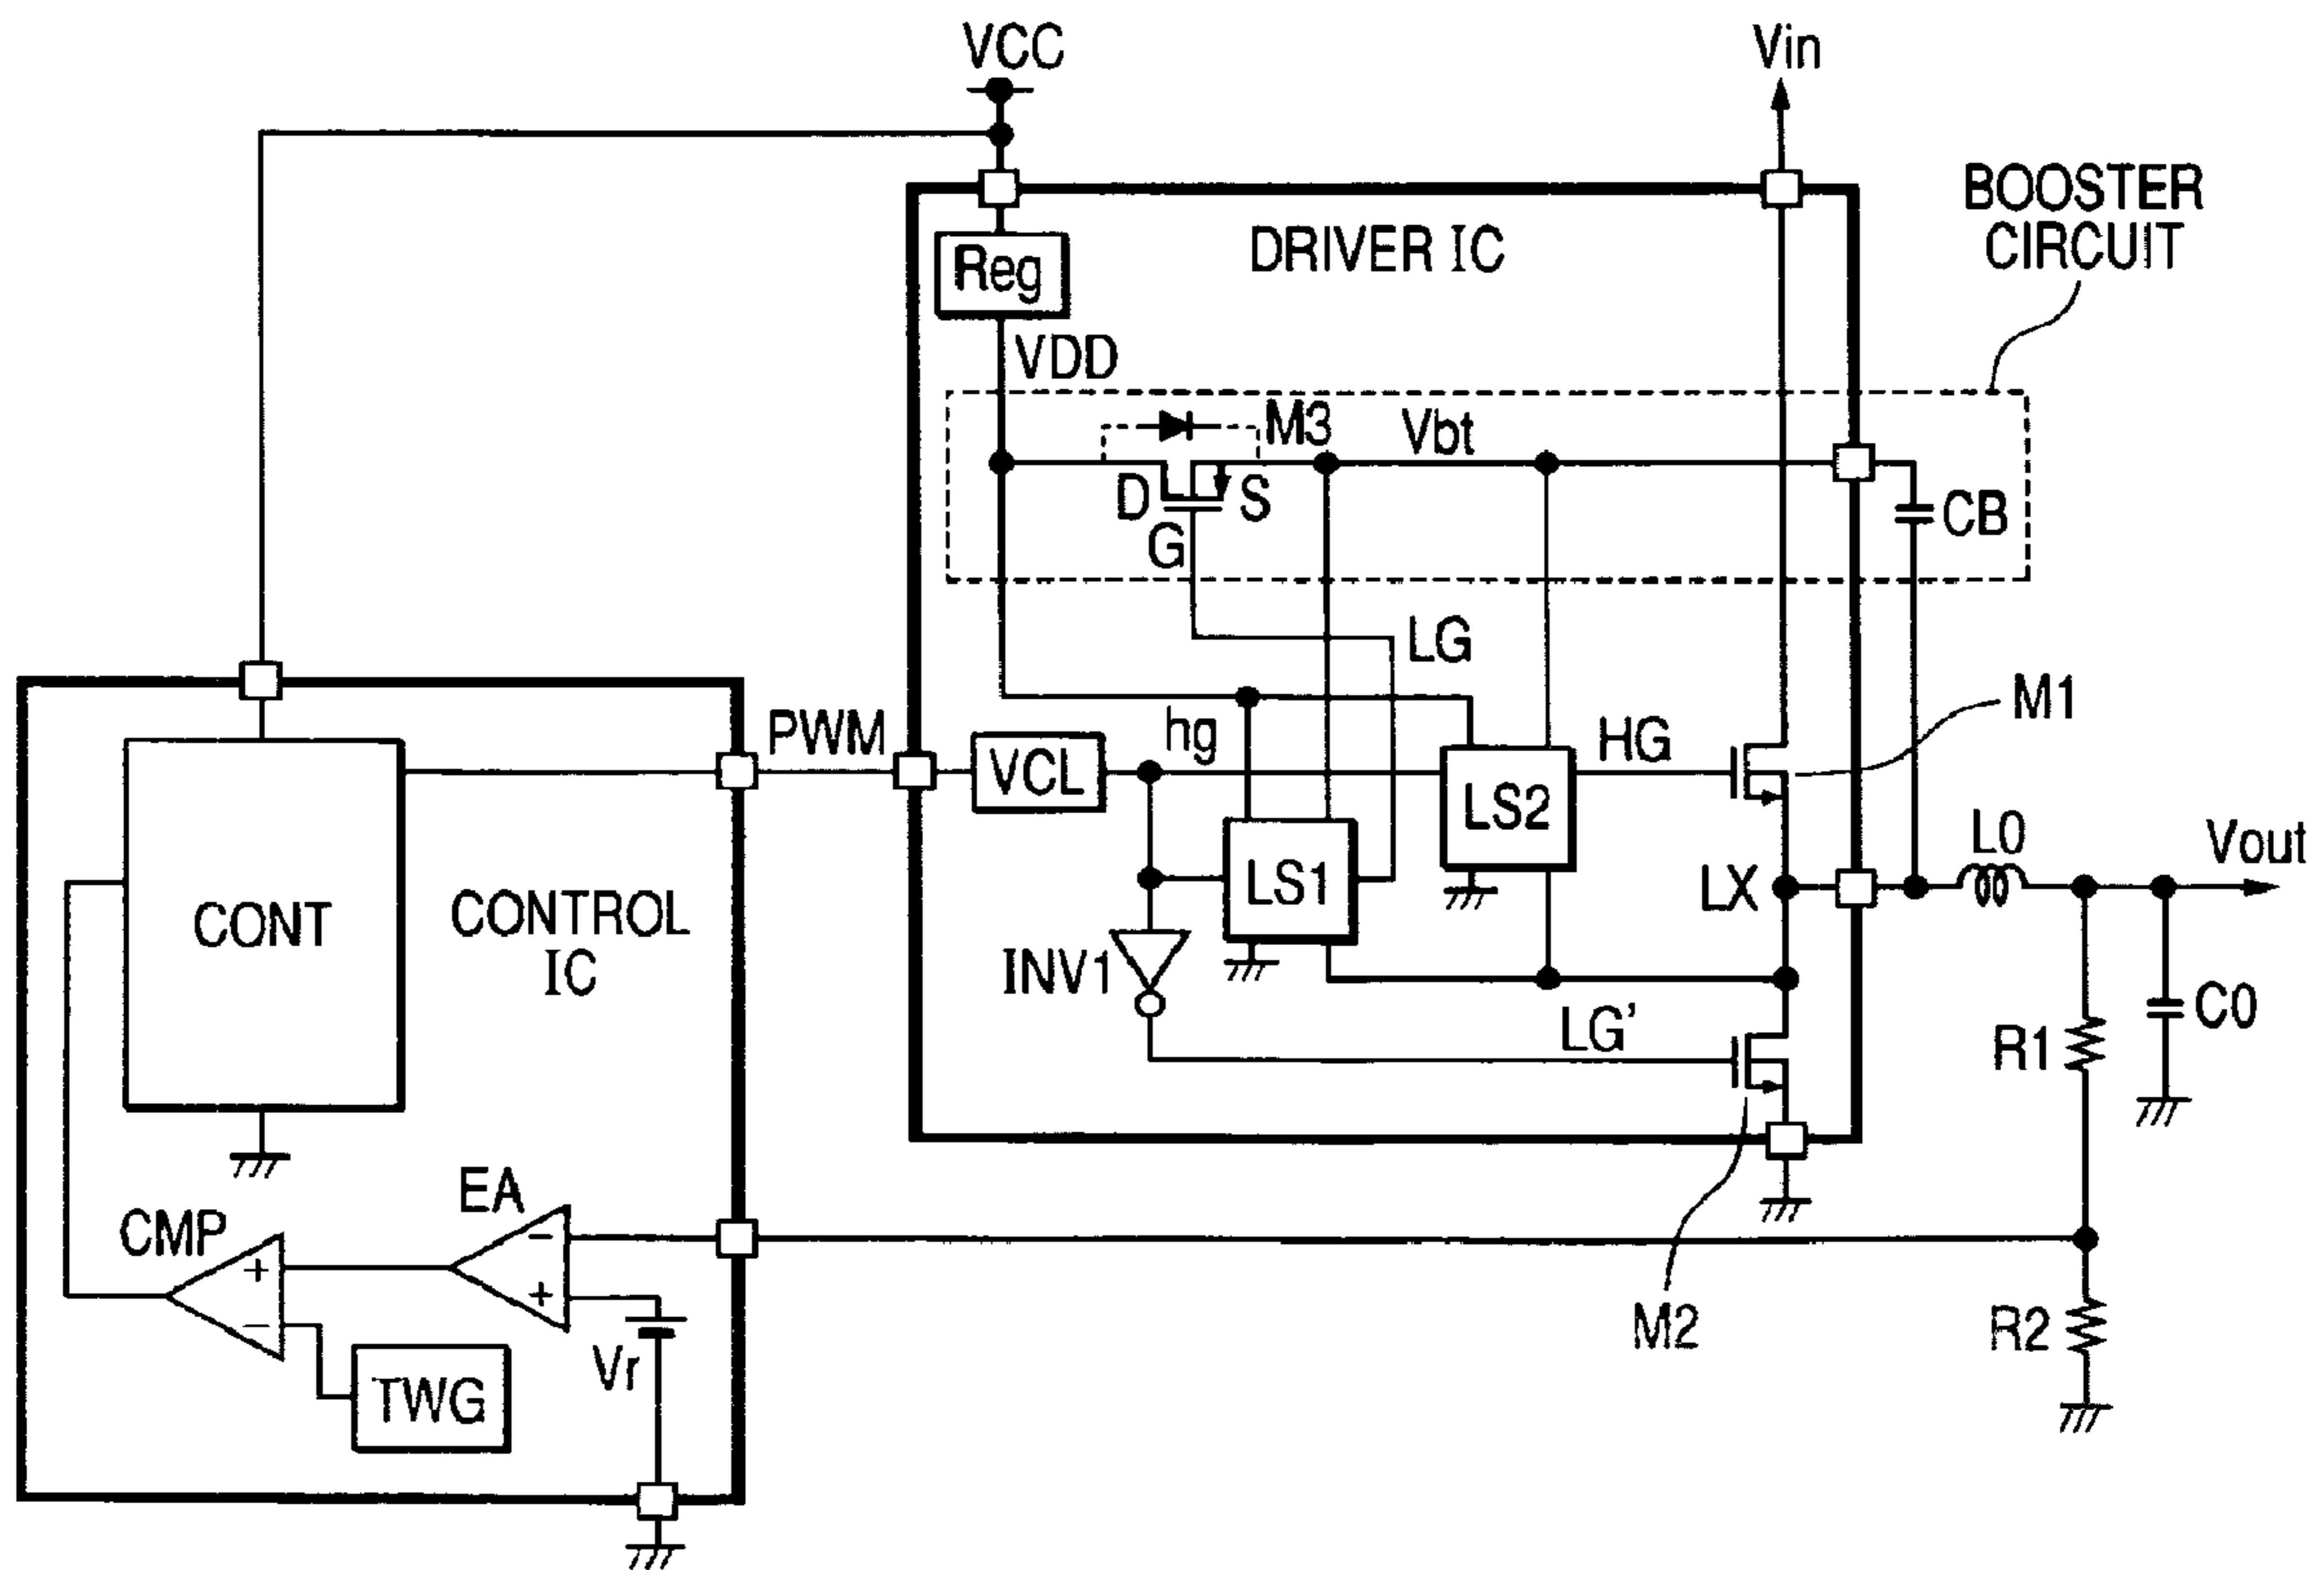 VCC
Vin
BOOSTER
CIRCUIT
DRIVER IC
Reg
VDD
M3
Vbt
D
S
G
CB
LG
M1
PWM
hg
HG
VCL
LS2
L0
Vout
LX
LS1
CONT
CONTROL
IC
INV1
LG'
C0
R1
EA
CMP
-
+
+
-
Vr
TWG
M2
R2